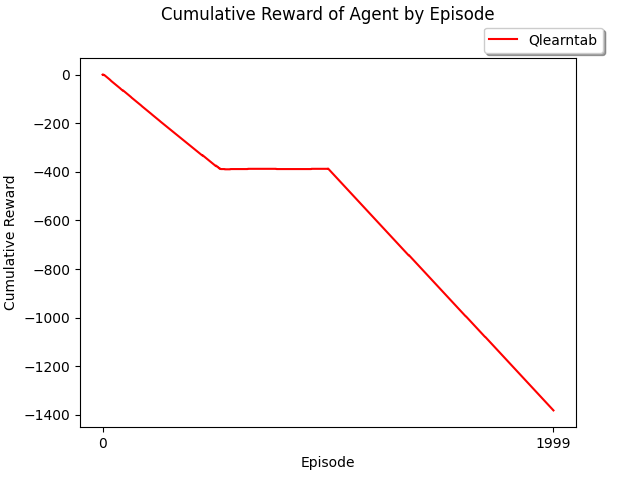 Cumulative Reward of Agent by Episode
Qlearntab
0
−200
−400
−600
−800
−1000
−1200
−1400
Cumulative Reward
0
1999
Episode